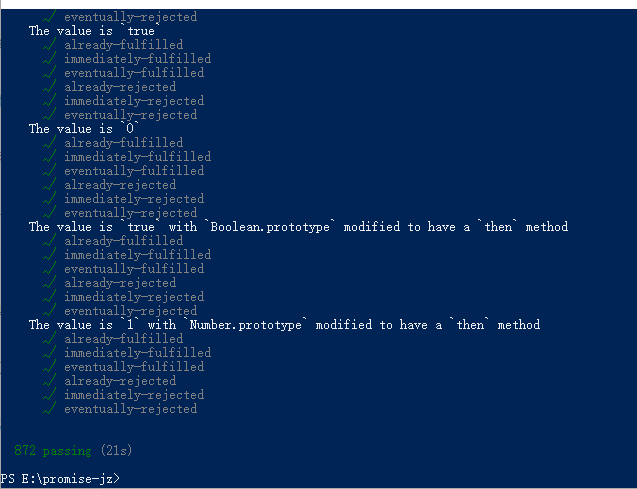 √ eventually-rejected
The value is `true`
√ already-fulfilled
√ immediately-fulfilled
√ eventually-fulfilled
√ already-rejected
√ immediately-rejected
√ eventually-rejected
The value is `0`
√ already-fulfilled
√ immediately-fulfilled
√ eventually-fulfilled
√ already-rejected
√ immediately-rejected
√ eventually-rejected
The value is `true` with `Boolean.prototype` modified to have a `then` method
√ already-fulfilled
√ immediately-fulfilled
√ eventually-fulfilled
√ already-rejected
√ immediately-rejected
√ eventually-rejected
The value is `1` with `Number.prototype` modified to have a `then` method
√ already-fulfilled
√ immediately-fulfilled
√ eventually-fulfilled
√ already-rejected
√ immediately-rejected
√ eventually-rejected
872 passing (21s)
PS E:\promise-jz>